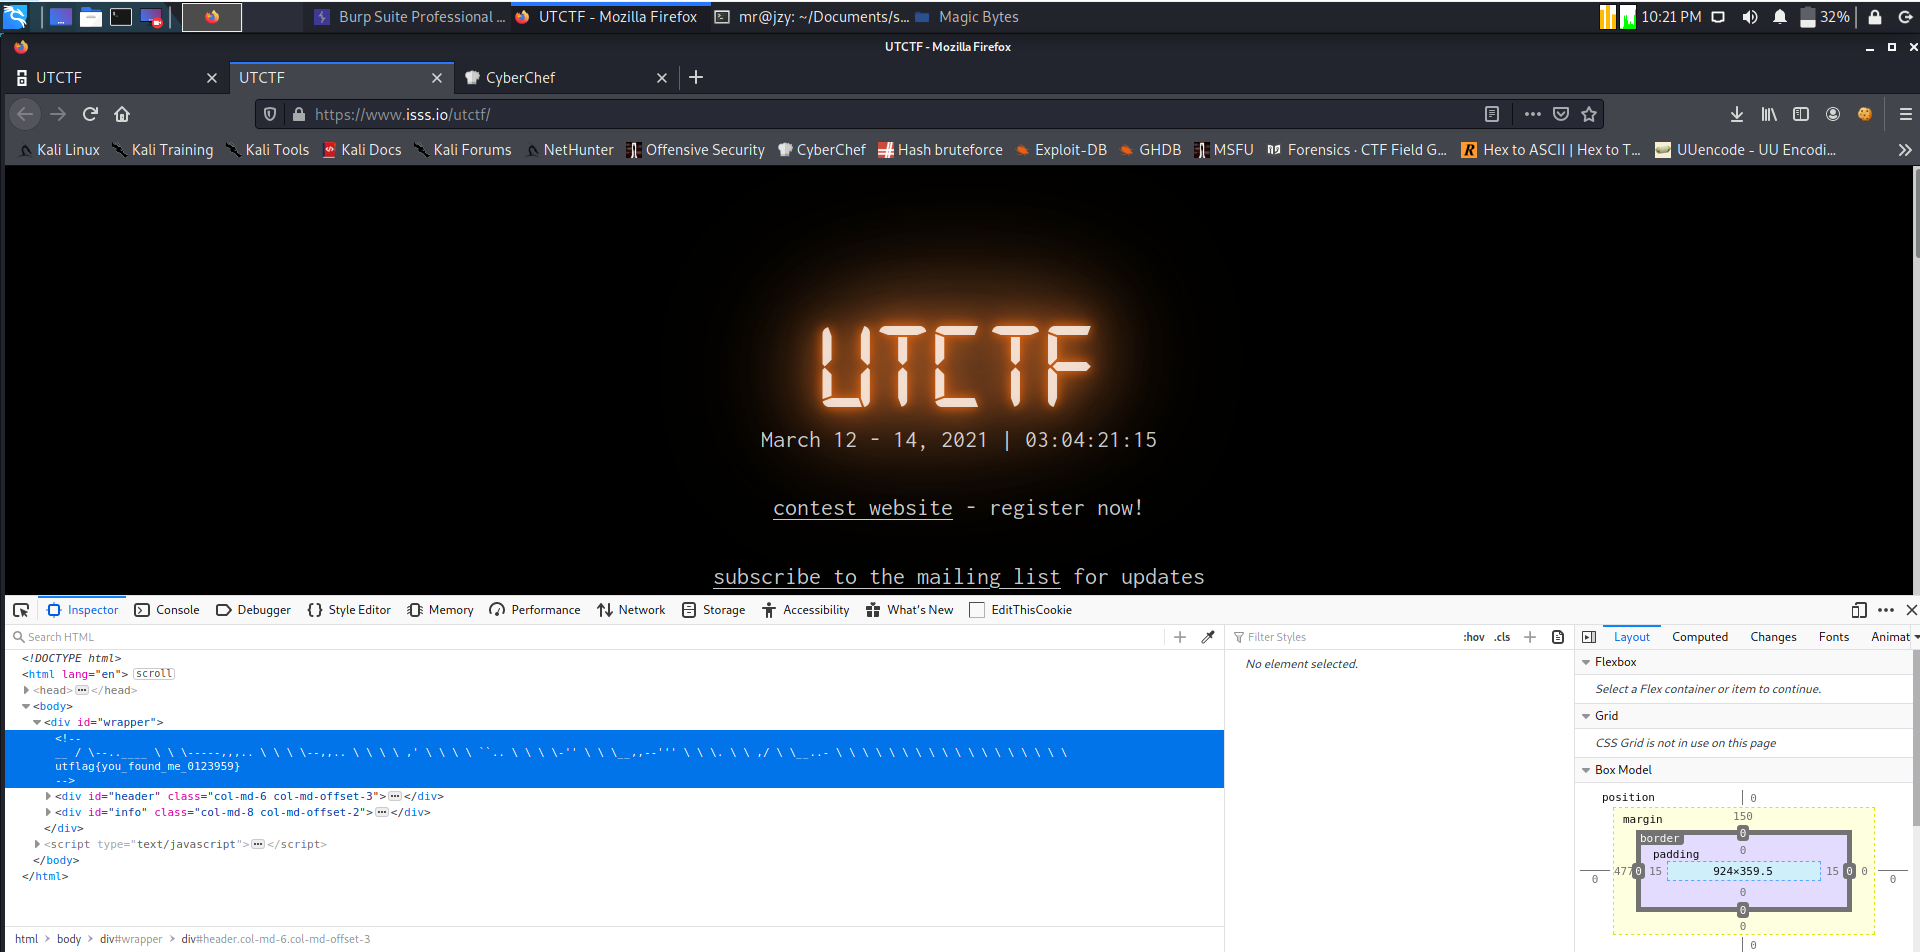 Burp Suite Professional ... UTCTF - Mozilla Firefox mr@jzy: ~/Documents/s... Magic Bytes 10:21 PM 32%
UTCTF - Mozilla Firefox
UTCTF UTCTF CyberChef
https://www.isss.io/utctf/
Kali Linux Kali Training Kali Tools Kali Docs Kali Forums NetHunter Offensive Security CyberChef Hash bruteforce Exploit-DB GHDB MSFU Forensics · CTF Field G... Hex to ASCII | Hex to T... UUencode - UU Encodi...
UTCTF
March 12 - 14, 2021 | 03:04:21:15
contest website - register now!
subscribe to the mailing list for updates
Inspector Console Debugger Style Editor Memory Performance Network Storage Accessibility What's New EditThisCookie
Search HTML Filter Styles :hov .cls Layout Computed Changes Fonts Animat
<!DOCTYPE html>
<html lang="en"> scroll
<head>···</head>
<body>
<div id="wrapper">
<!--
__ / \--..____ \ \ \-----,,,.. \ \ \ \--,,.. \ \ \ \ ,' \ \ \ \ ``.. \ \ \ \-'' \ \ \__,,--''' \ \ \. \ \ ,/ \ \__..- \ \ \ \ \ \ \ \ \ \ \ \ \ \ \ \ \ \
utflag{you_found_me_0123959}
-->
<div id="header" class="col-md-6 col-md-offset-3">···</div>
<div id="info" class="col-md-8 col-md-offset-2">···</div>
</div>
<script type="text/javascript">···</script>
</body>
</html>
html > body > div#wrapper > div#header.col-md-6.col-md-offset-3
No element selected.
Flexbox
Select a Flex container or item to continue.
Grid
CSS Grid is not in use on this page
Box Model
position 0
margin 150
border 0
padding 0
0 477 0 15 924×359.5 15 0 0 0
0
0
0
0